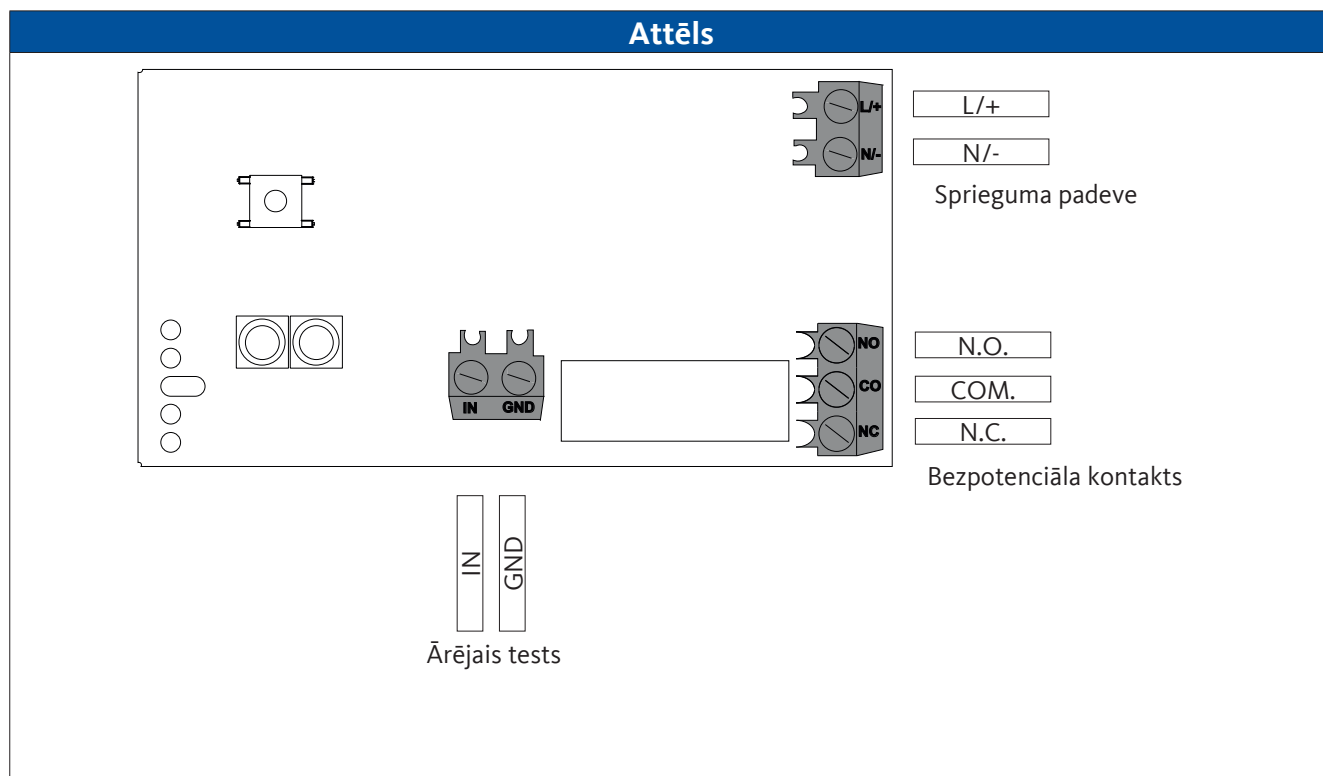 Attēls
L/+
L/+
N/-
N/-
Sprieguma padeve
NO
N.O.
CO
COM.
NC
N.C.
Bezpotenciāla kontakts
IN GND
IN
GND
Ārējais tests